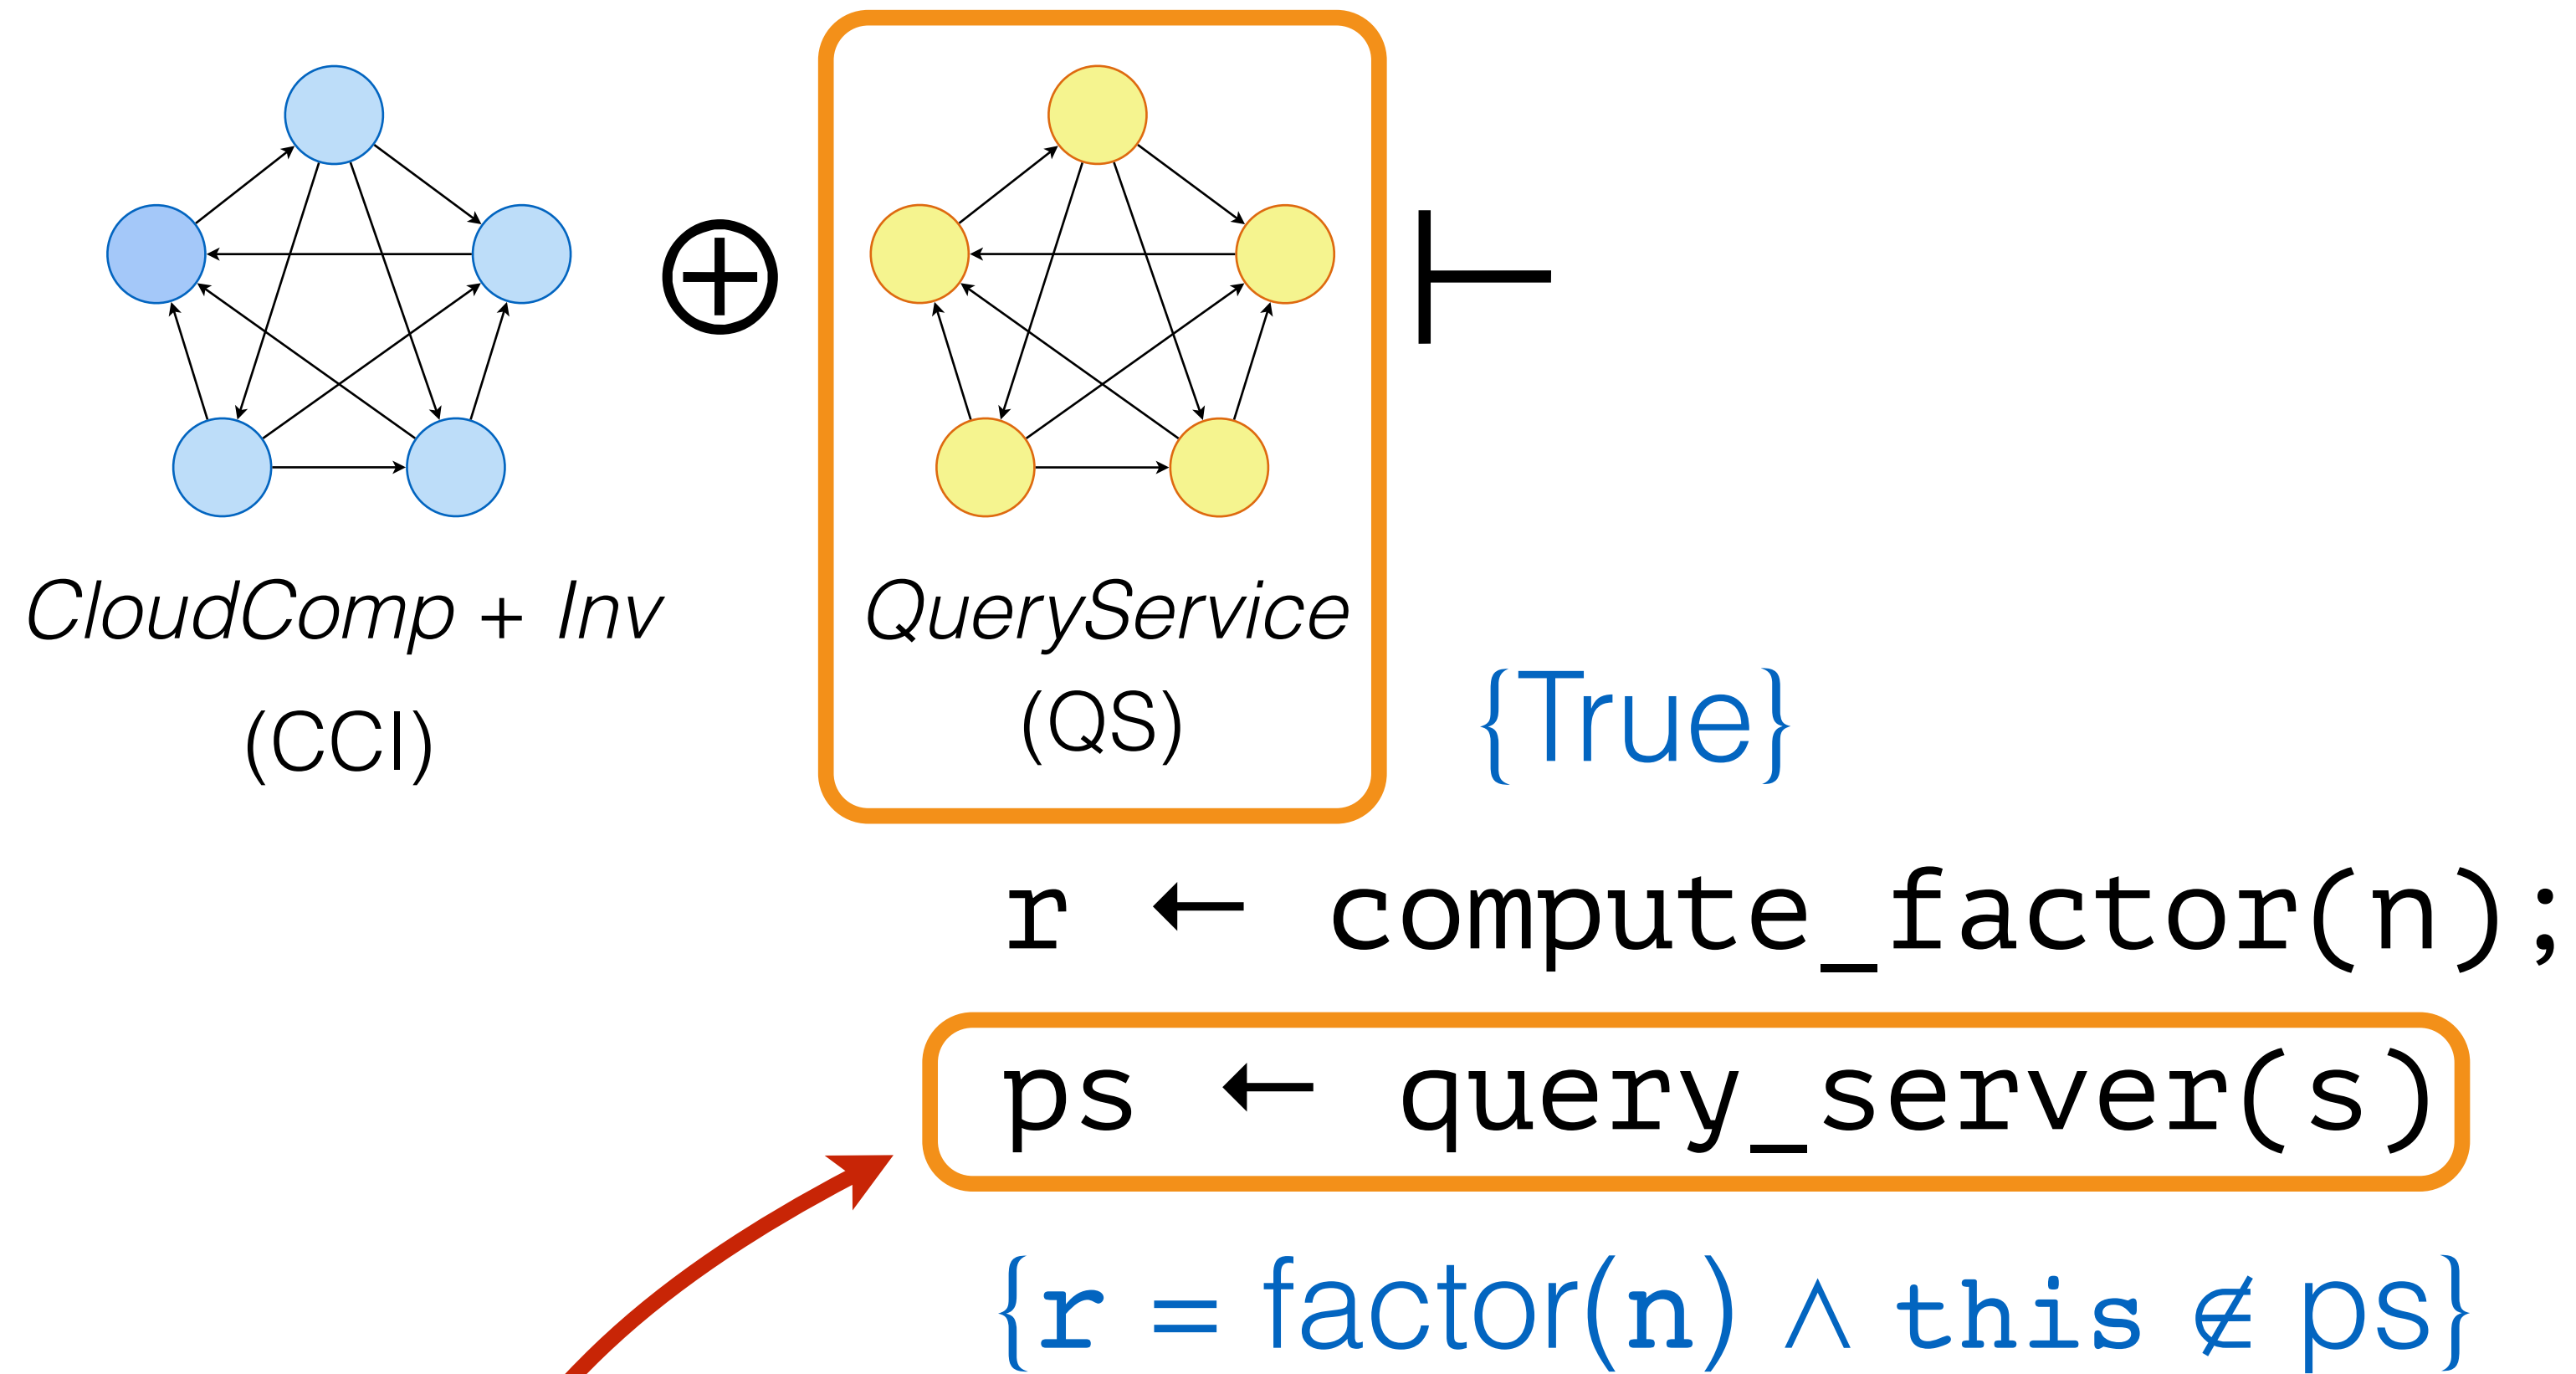 ⊕ ⊢
CloudComp + Inv
(CCI)
QueryService
(QS)
{True}
r ← compute_factor(n);
ps ← query_server(s)
{r = factor(n) ∧ this ∉ ps}